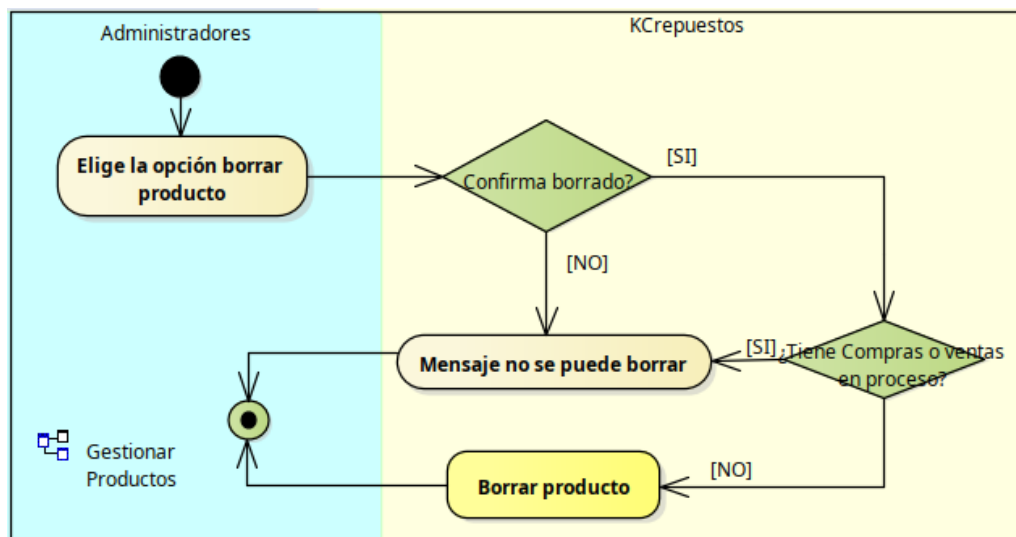 Administradores
KCrepuestos
Elige la opción borrar
producto
Confirma borrado?
[SI]
[NO]
Mensaje no se puede borrar
[SI]
¿Tiene Compras o ventas
en proceso?
Gestionar
Productos
Borrar producto
[NO]